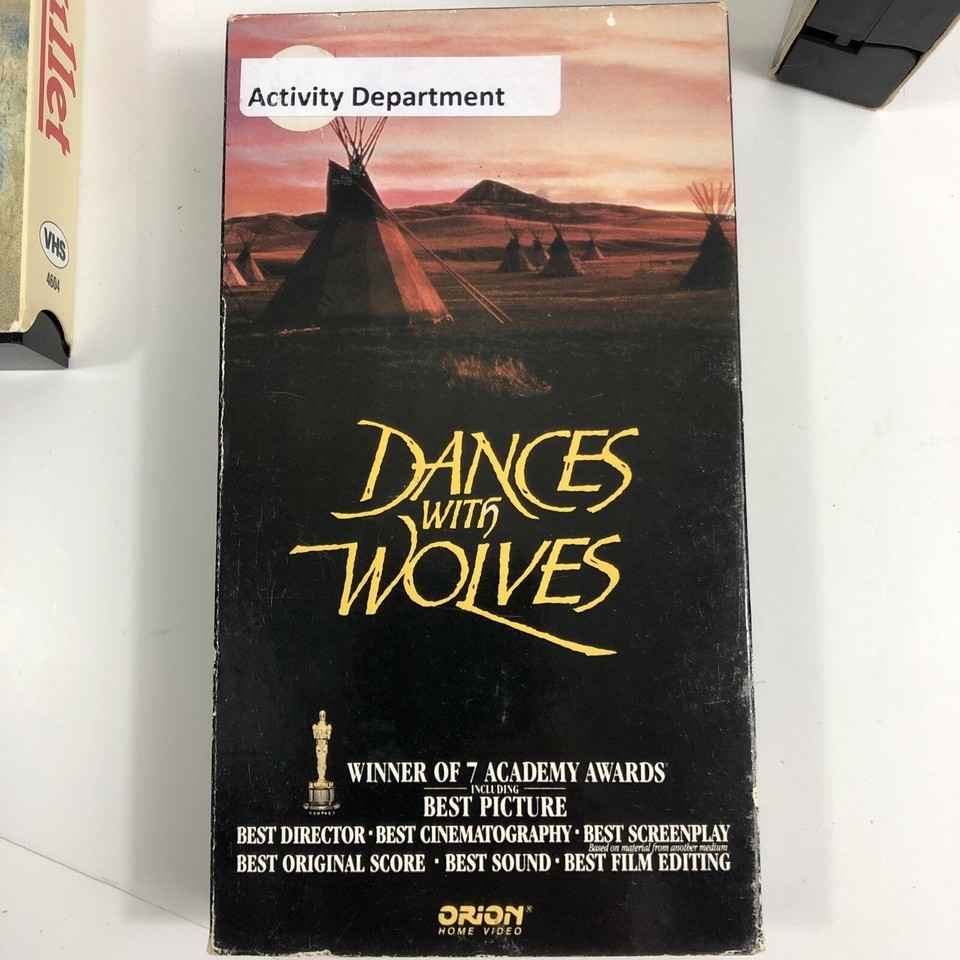 Activity Department
DANCES
WITH
WOLVES
WINNER OF 7 ACADEMY AWARDS
INCLUDING
BEST PICTURE
BEST DIRECTOR · BEST CINEMATOGRAPHY · BEST SCREENPLAY
Based on material from another medium
BEST ORIGINAL SCORE · BEST SOUND · BEST FILM EDITING
ORION®
HOME VIDEO
VHS
4604